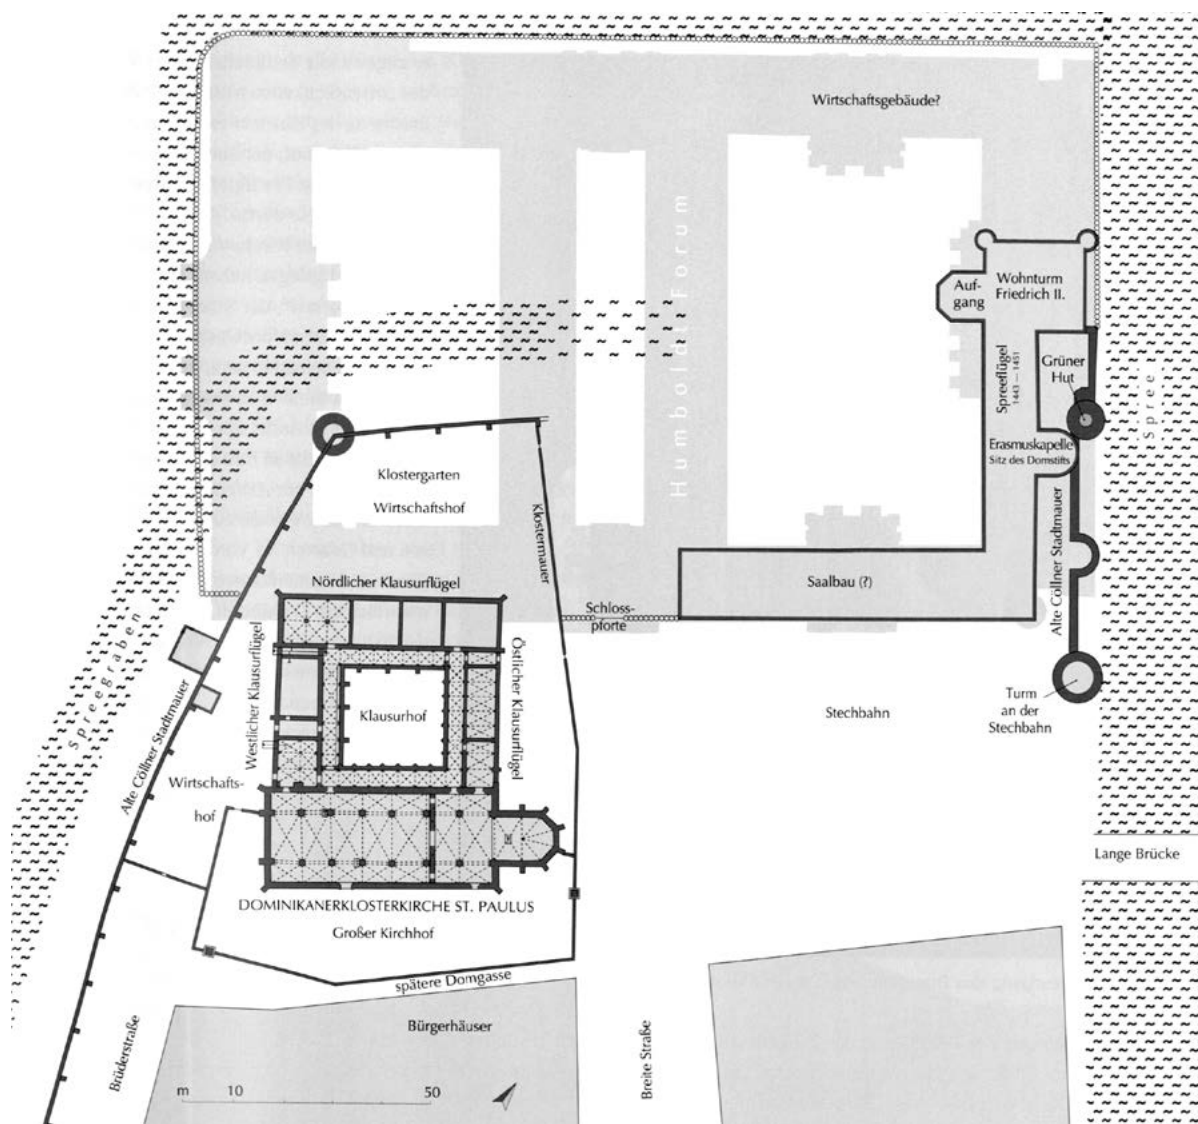 Wirtschaftsgebäude?
Humboldt Forum
Auf-
gang
Wohnturm
Friedrich II.
Spreeflügel
1443 – 1451
Grüner
Hut
Spree
Erasmuskapelle
Sitz des Domstifts
Alte Cöllner Stadtmauer
Klostergarten
Wirtschaftshof
Klostermauer
Nördlicher Klausurflügel
Saalbau (?)
Schloss-
pforte
Westlicher Klausurflügel
Östlicher Klausurflügel
Klausurhof
Spreegraben
Alte Cöllner Stadtmauer
Turm
an der
Stechbahn
Stechbahn
Wirtschafts-
hof
Lange Brücke
DOMINIKANERKLOSTERKIRCHE ST. PAULUS
Großer Kirchhof
spätere Domgasse
Bürgerhäuser
Brüderstraße
Breite Straße
m 10 50